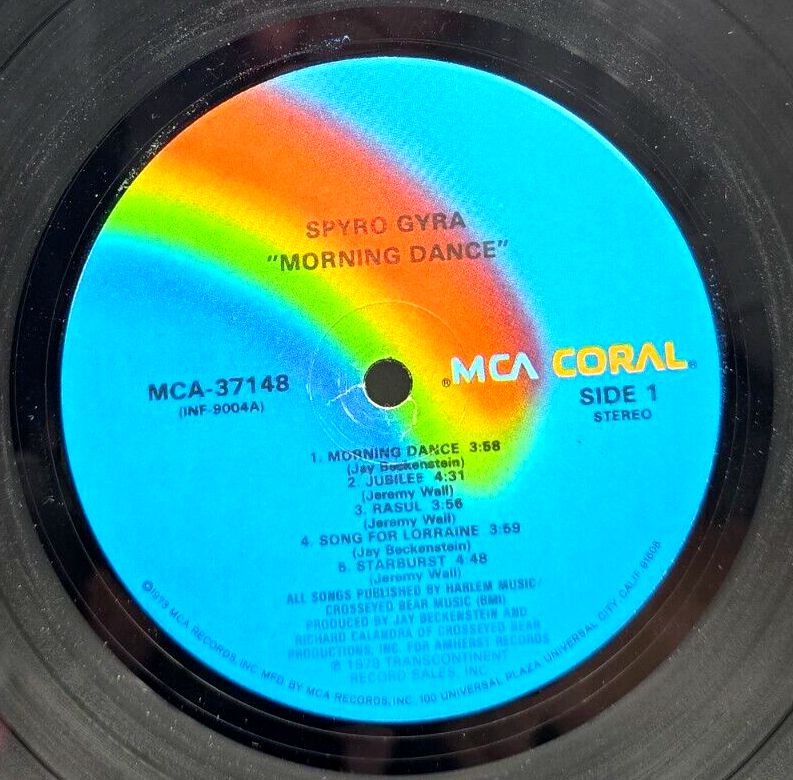 SPYRO GYRA
"MORNING DANCE"
® MCA CORAL®
MCA-37148
(INF-9004A)
SIDE 1
STEREO
1. MORNING DANCE 3:58
(Jay Beckenstein)
2. JUBILEE 4:31
(Jeremy Wall)
3. RASUL 3:56
(Jeremy Wall)
4. SONG FOR LORRAINE 3:59
(Jay Beckenstein)
5. STARBURST 4:48
(Jeremy Wall)
ALL SONGS PUBLISHED BY HARLEM MUSIC/
CROSSEYED BEAR MUSIC (BMI)
PRODUCED BY JAY BECKENSTEIN AND
RICHARD CALANDRA OF CROSSEYED BEAR
PRODUCTIONS, INC. FOR AMHERST RECORDS
℗ 1979 TRANSCONTINENT
RECORD SALES, INC.
©1979 MCA RECORDS, INC. MFD. BY MCA RECORDS, INC. 100 UNIVERSAL PLAZA UNIVERSAL CITY, CALIF. 91608